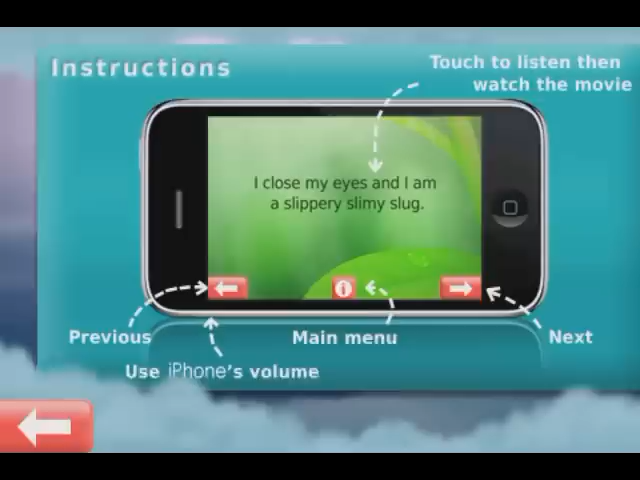 Instructions
Touch to listen then
watch the movie
I close my eyes and I am
a slippery slimy slug.
Previous
Main menu
Next
Use iPhone's volume